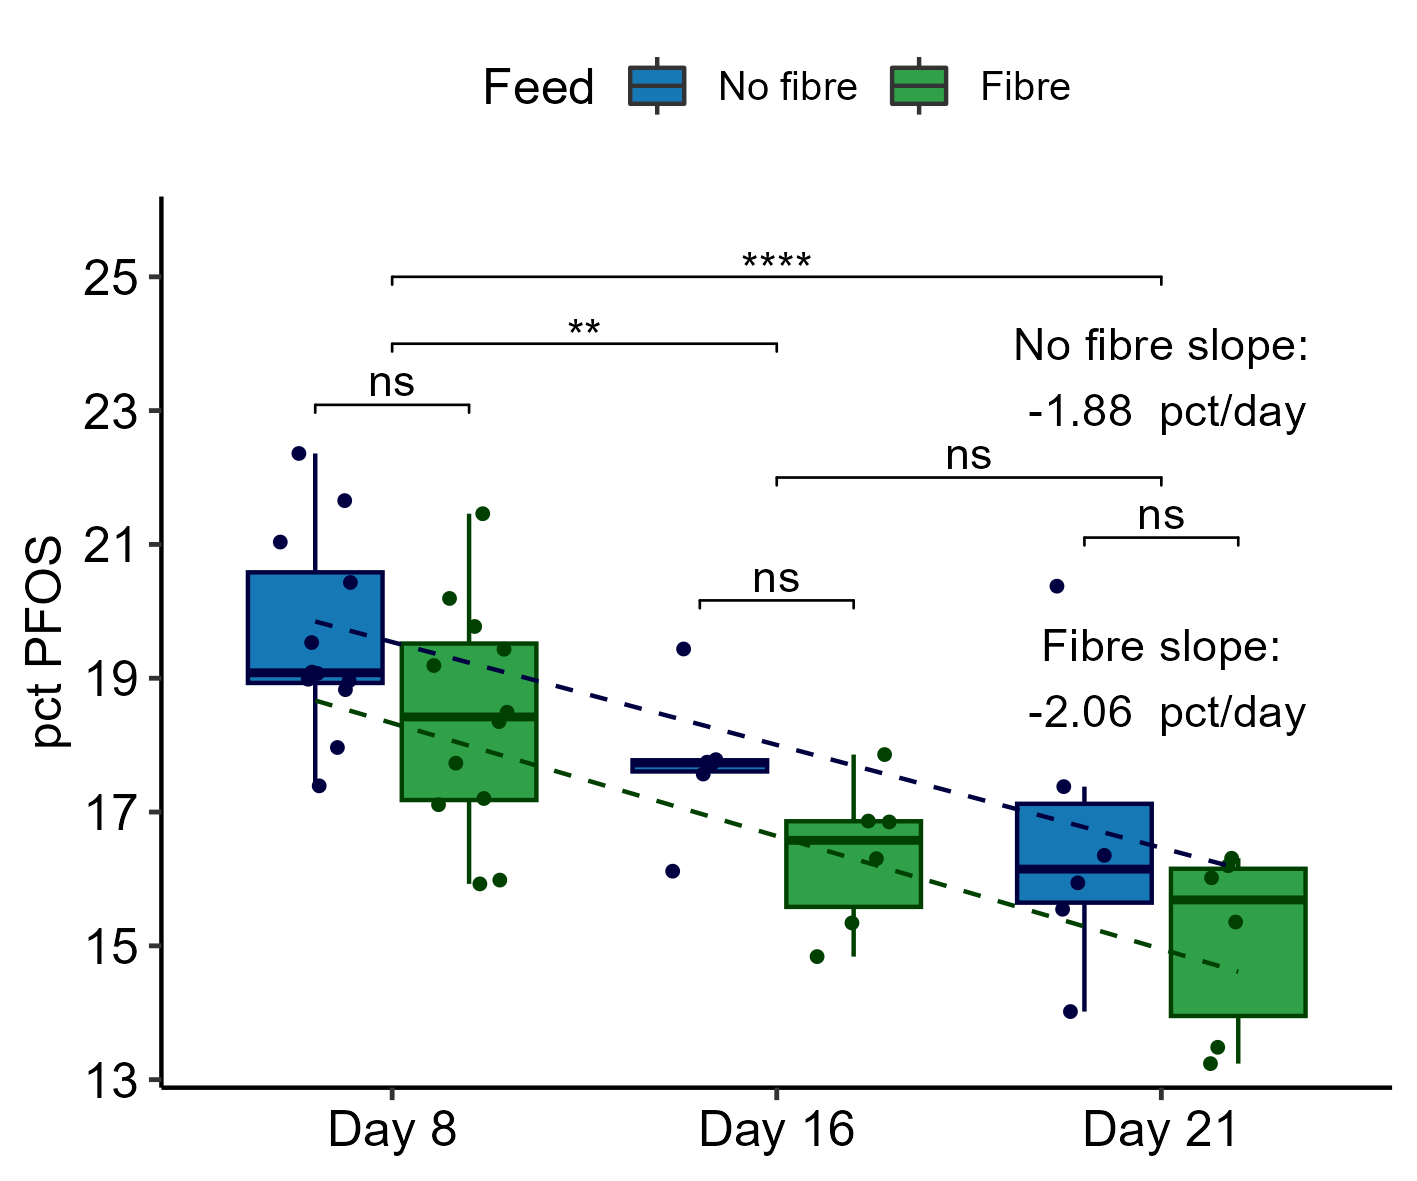 Feed No fibre Fibre
****
**
ns
No fibre slope:
-1.88 pct/day
ns
ns
ns
Fibre slope:
-2.06 pct/day
pct PFOS
25
23
21
19
17
15
13
Day 8 Day 16 Day 21